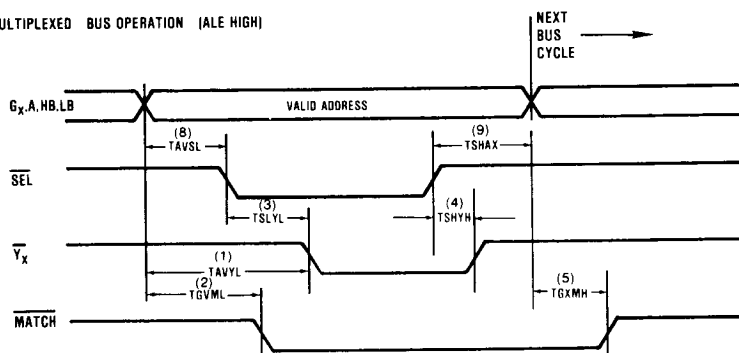 ULTIPLEXED BUS OPERATION (ALE HIGH)
NEXT
BUS
CYCLE
GX,A,HB,LB
VALID ADDRESS
(8)
TAVSL
(9)
TSHAX
SEL
(3)
TSLYL
(4)
TSHYH
Yx
(1)
TAVYL
(2)
TGVML
(5)
TGXMH
MATCH